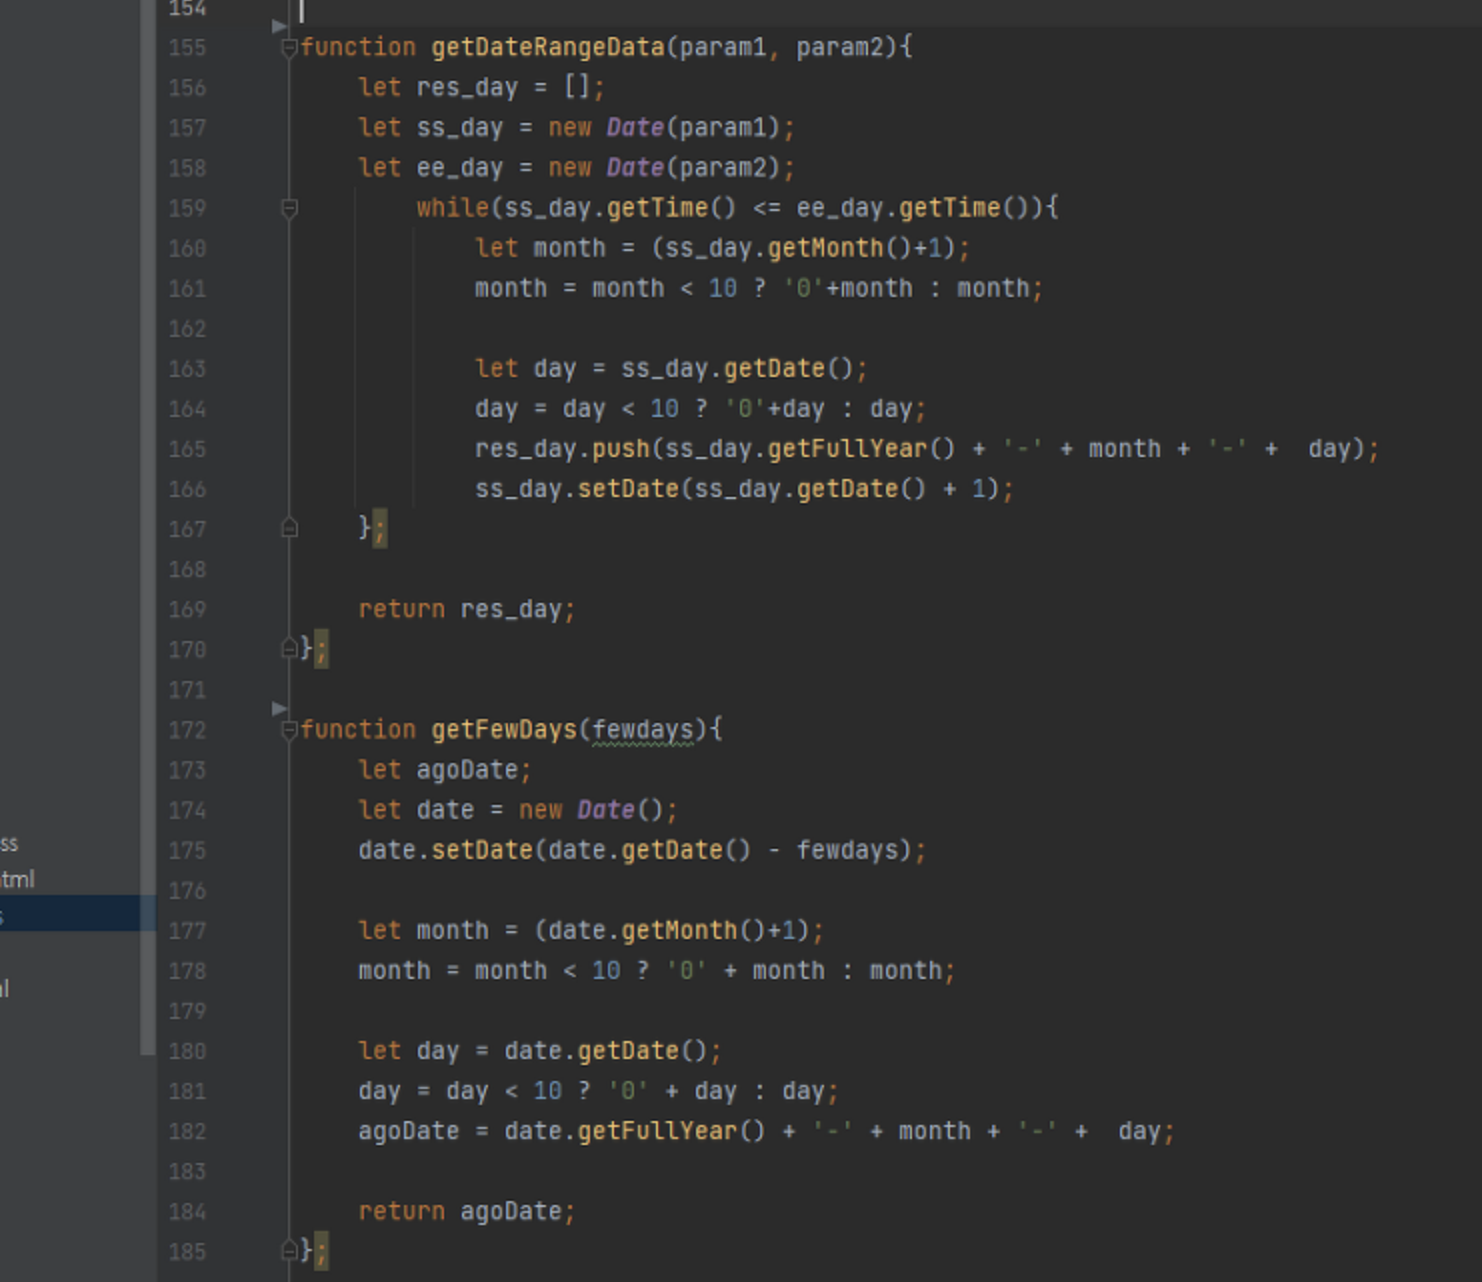 154
155 function getDateRangeData(param1, param2){
156     let res_day = [];
157     let ss_day = new Date(param1);
158     let ee_day = new Date(param2);
159         while(ss_day.getTime() <= ee_day.getTime()){
160             let month = (ss_day.getMonth()+1);
161             month = month < 10 ? '0'+month : month;
162
163             let day = ss_day.getDate();
164             day = day < 10 ? '0'+day : day;
165             res_day.push(ss_day.getFullYear() + '-' + month + '-' +  day);
166             ss_day.setDate(ss_day.getDate() + 1);
167     };
168
169     return res_day;
170 };
171
172 function getFewDays(fewdays){
173     let agoDate;
174     let date = new Date();
175     date.setDate(date.getDate() - fewdays);
176
177     let month = (date.getMonth()+1);
178     month = month < 10 ? '0' + month : month;
179
180     let day = date.getDate();
181     day = day < 10 ? '0' + day : day;
182     agoDate = date.getFullYear() + '-' + month + '-' +  day;
183
184     return agoDate;
185 };
ss
tml
s